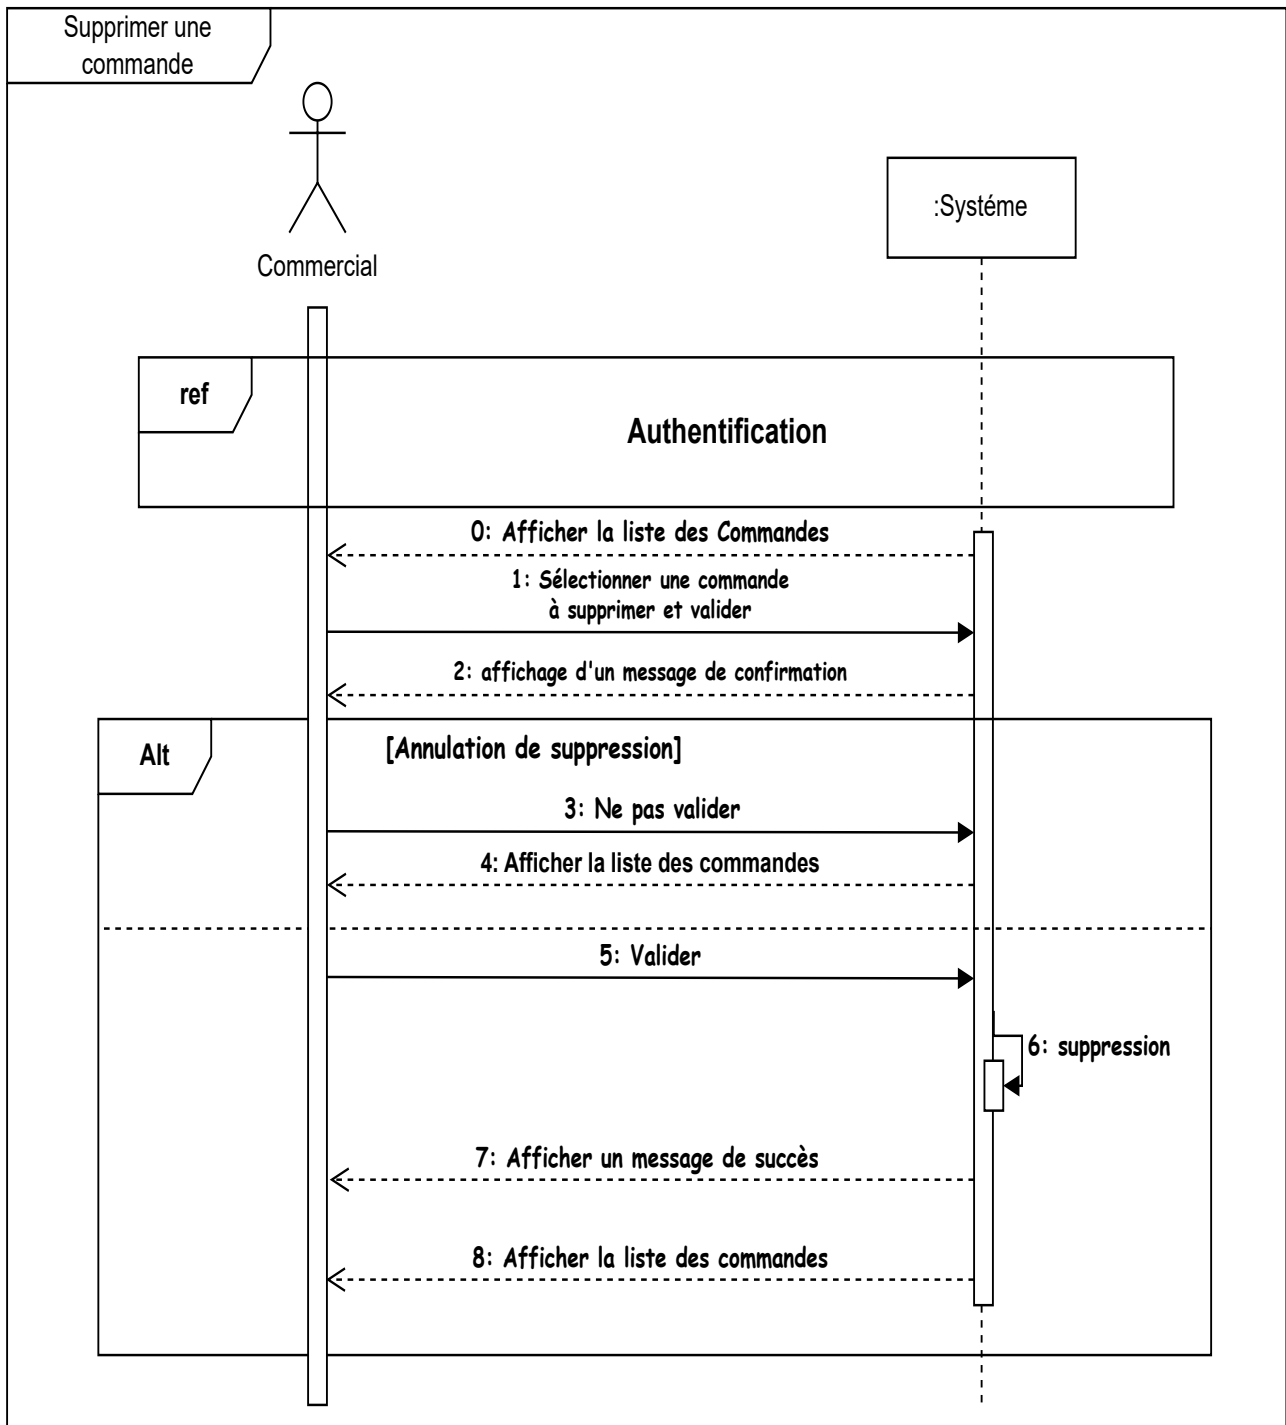 Supprimer une
commande
:Systéme
Commercial
ref
Authentification
0: Afficher la liste des Commandes
1: Sélectionner une commande
à supprimer et valider
2: affichage d'un message de confirmation
Alt
[Annulation de suppression]
3: Ne pas valider
4: Afficher la liste des commandes
5: Valider
6: suppression
7: Afficher un message de succès
8: Afficher la liste des commandes